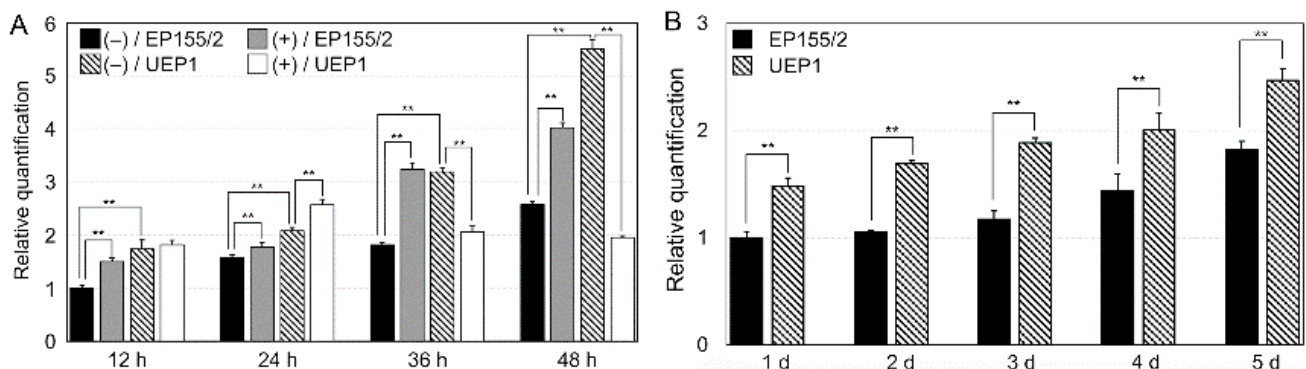 A
Relative quantification
6
5
4
3
2
1
0
(−) / EP155/2
(+) / EP155/2
(−) / UEP1
(+) / UEP1
**
**
**
**
**
**
**
**
**
**
**
12 h
24 h
36 h
48 h
B
Relative quantification
3
2
1
0
EP155/2
UEP1
**
**
**
**
**
1 d
2 d
3 d
4 d
5 d